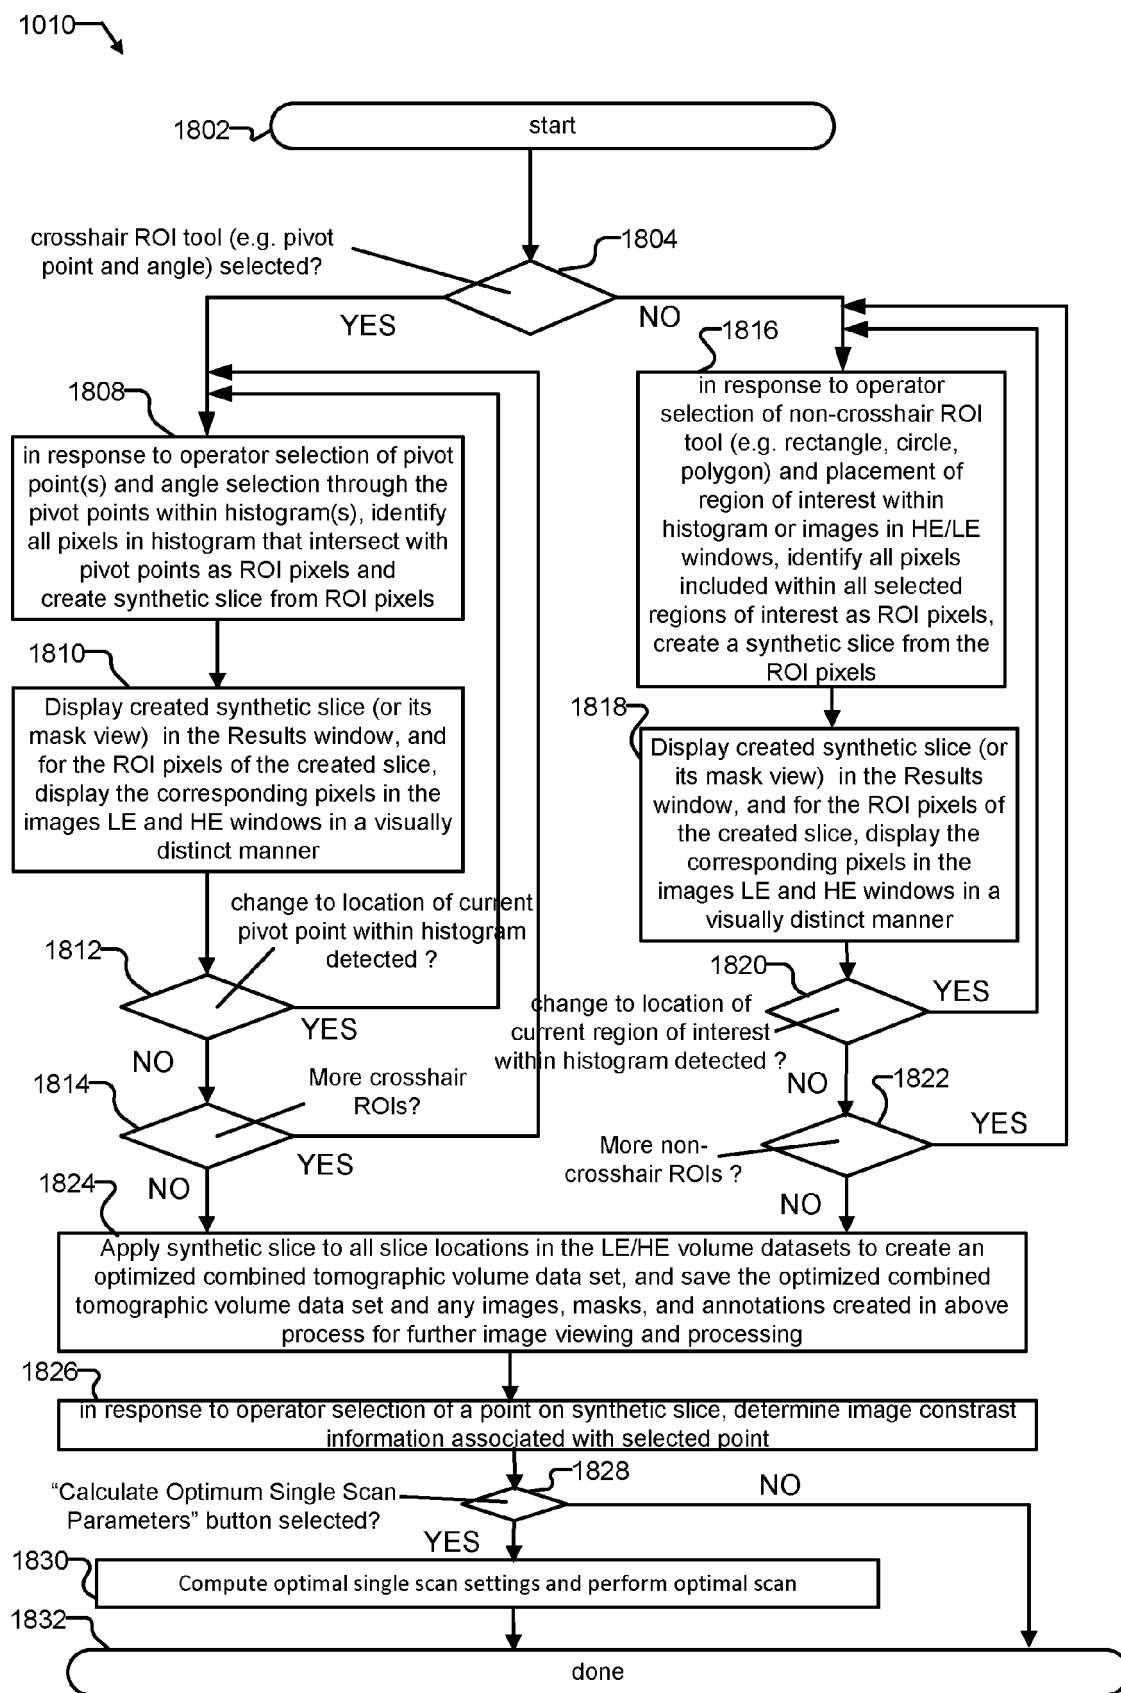 1010
1802
start
crosshair ROI tool (e.g. pivot
point and angle) selected?
1804
YES
NO
1808
in response to operator selection of pivot
point(s) and angle selection through the
pivot points within histogram(s), identify
all pixels in histogram that intersect with
pivot points as ROI pixels and
create synthetic slice from ROI pixels
1810
Display created synthetic slice (or its
mask view) in the Results window, and
for the ROI pixels of the created slice,
display the corresponding pixels in the
images LE and HE windows in a visually
distinct manner
change to location of current
pivot point within histogram
detected ?
1812
YES
NO
1814
More crosshair
ROIs?
YES
NO
1816
in response to operator
selection of non-crosshair ROI
tool (e.g. rectangle, circle,
polygon) and placement of
region of interest within
histogram or images in HE/LE
windows, identify all pixels
included within all selected
regions of interest as ROI pixels,
create a synthetic slice from the
ROI pixels
1818
Display created synthetic slice (or
its mask view) in the Results
window, and for the ROI pixels of
the created slice, display the
corresponding pixels in the
images LE and HE windows in a
visually distinct manner
1820
change to location of
current region of interest
within histogram detected ?
YES
NO
1822
More non-
crosshair ROIs ?
YES
NO
1824
Apply synthetic slice to all slice locations in the LE/HE volume datasets to create an
optimized combined tomographic volume data set, and save the optimized combined
tomographic volume data set and any images, masks, and annotations created in above
process for further image viewing and processing
1826
in response to operator selection of a point on synthetic slice, determine image constrast
information associated with selected point
1828
“Calculate Optimum Single Scan
Parameters” button selected?
NO
YES
1830
Compute optimal single scan settings and perform optimal scan
1832
done